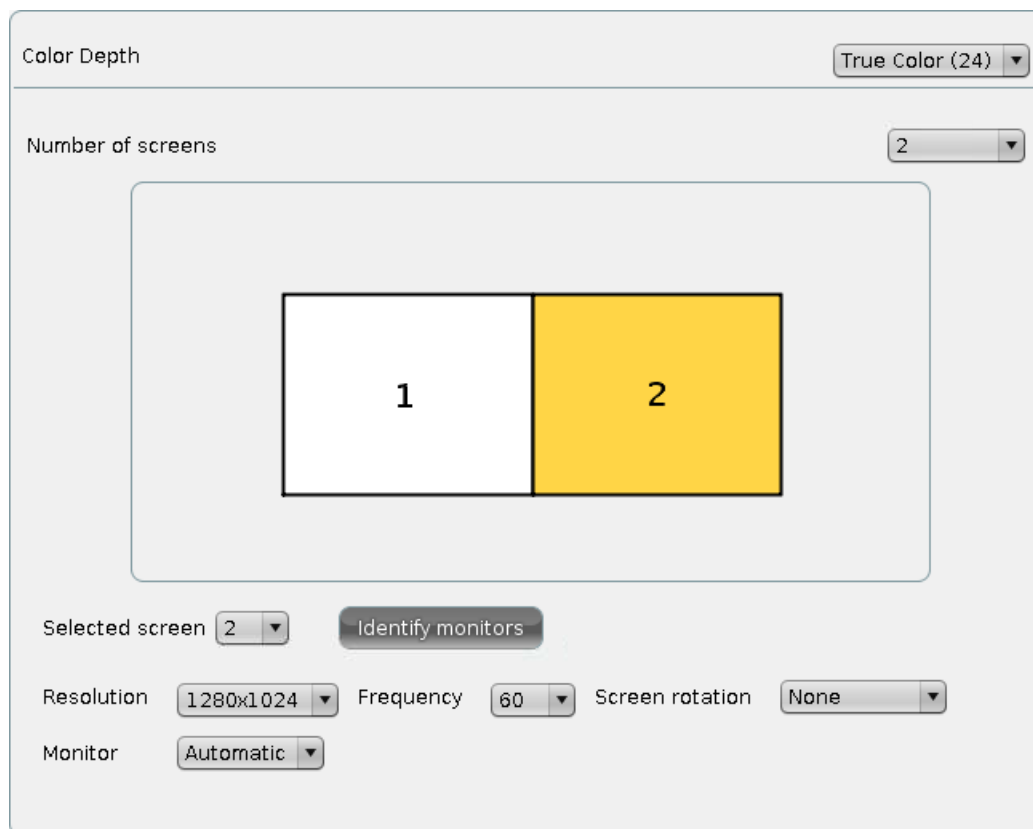 Color Depth True Color (24)
Number of screens 2
1 2
Selected screen 2 Identify monitors
Resolution 1280x1024 Frequency 60 Screen rotation None
Monitor Automatic